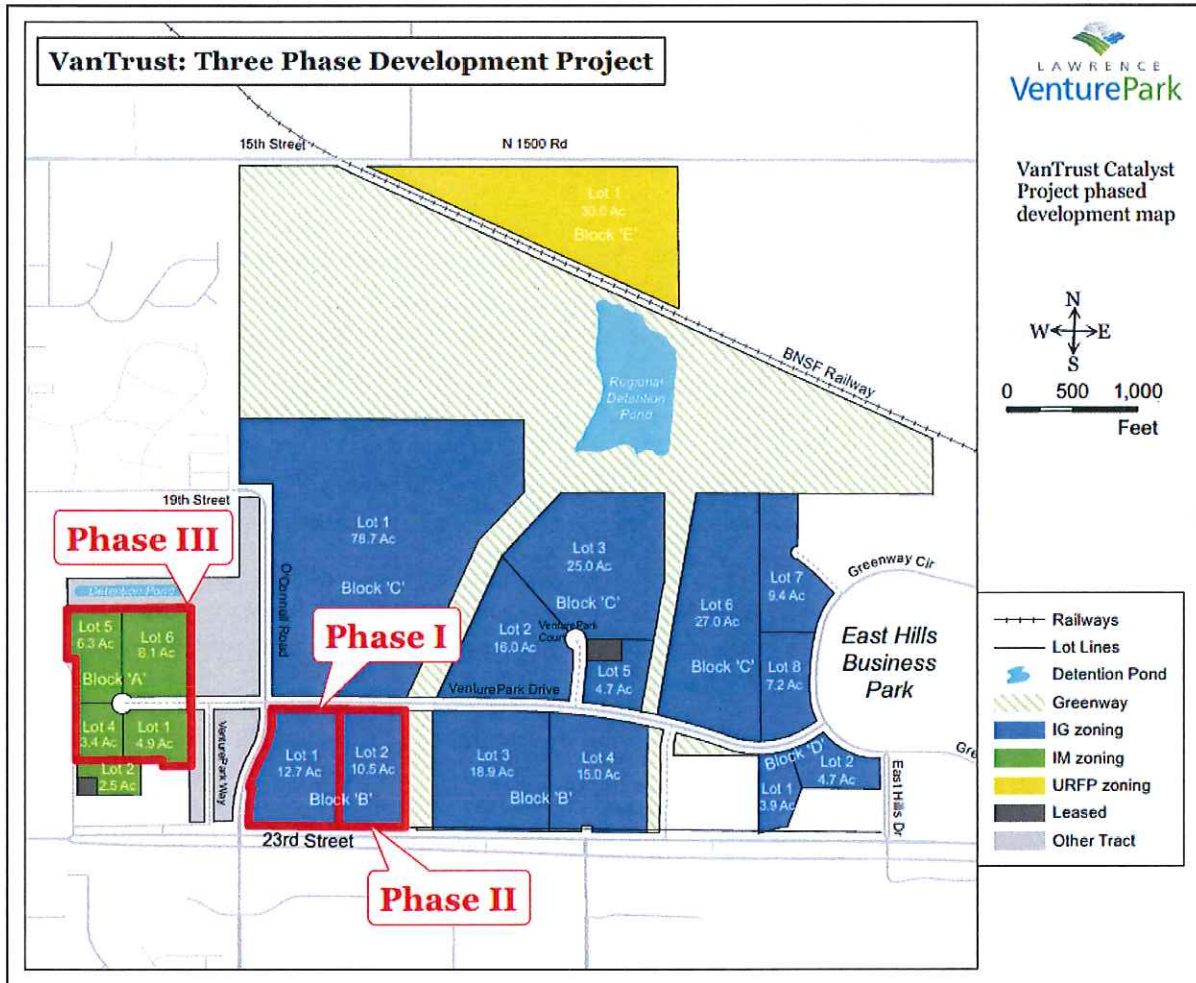 VanTrust: Three Phase Development Project
LAWRENCE
VenturePark
VanTrust Catalyst
Project phased
development map
N
W
E
S
0 500 1,000
Feet
15th Street
N 1500 Rd
Lot 1
30.6 Ac
Block 'E'
BNSF Railway
Regional
Detention
Pond
19th Street
Phase III
Detention Pond
O'Connell Road
Lot 1
78.7 Ac
Block 'C'
Lot 3
25.0 Ac
Block 'C'
Lot 2
16.0 Ac
VenturePark
Court
Lot 5
4.7 Ac
Lot 6
27.0 Ac
Block 'C'
Lot 7
9.4 Ac
Lot 8
7.2 Ac
Greenway Cir
East Hills
Business
Park
Lot 5
6.3 Ac
Lot 6
8.1 Ac
Block 'A'
Lot 4
3.4 Ac
Lot 1
4.9 Ac
Lot 2
2.5 Ac
Phase I
VenturePark Drive
VenturePark Way
Lot 1
12.7 Ac
Lot 2
10.5 Ac
Block 'B'
Lot 3
18.9 Ac
Lot 4
15.0 Ac
Block 'B'
Block 'D'
Lot 2
4.7 Ac
Lot 1
3.9 Ac
East Hills Dr
Gre
23rd Street
Phase II
Railways
Lot Lines
Detention Pond
Greenway
IG zoning
IM zoning
URFP zoning
Leased
Other Tract